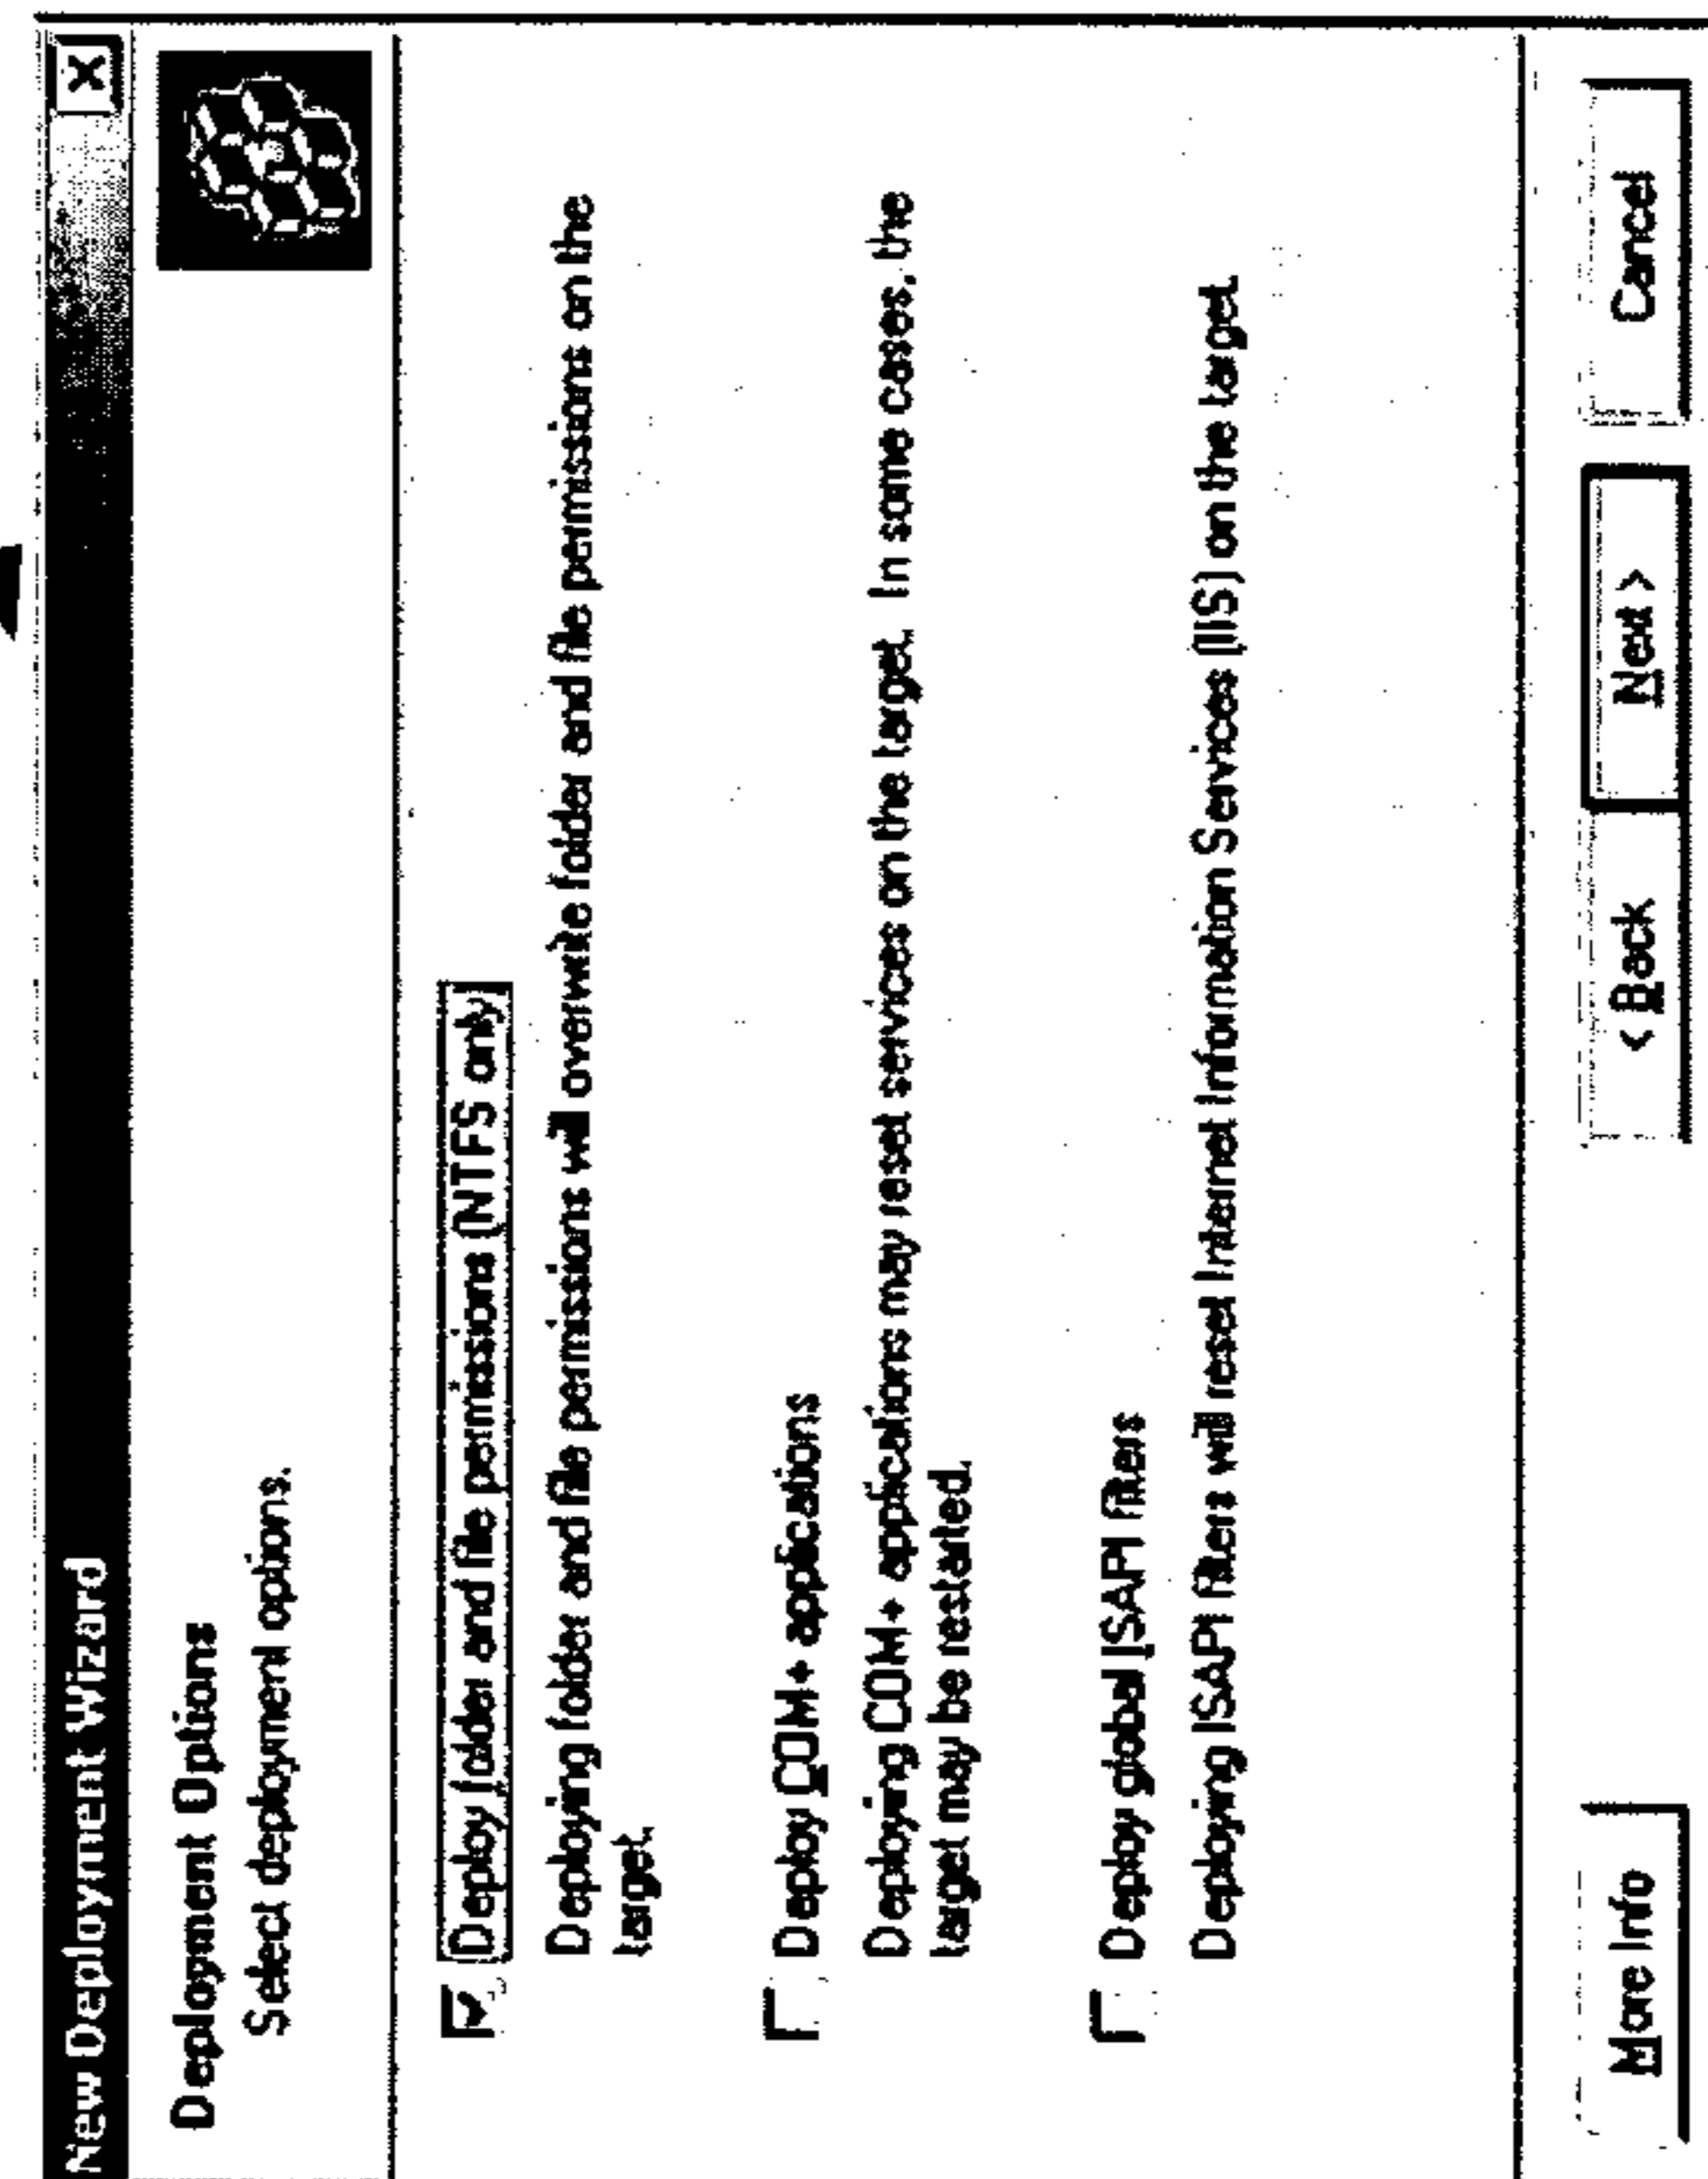 New Deployment Wizard
X
Deployment Options
Select deployment options.
Deploy folder and file permissions (NTFS only)
Deploying folder and file permissions will overwrite folder and file permissions on the
target.
Deploy COM+ applications
Deploying COM+ applications may reset services on the target. In some cases, the
target may be restarted.
Deploy global ISAPI filters
Deploying ISAPI filters will reset Internet Information Services (IIS) on the target.
More Info
< Back
Next >
Cancel